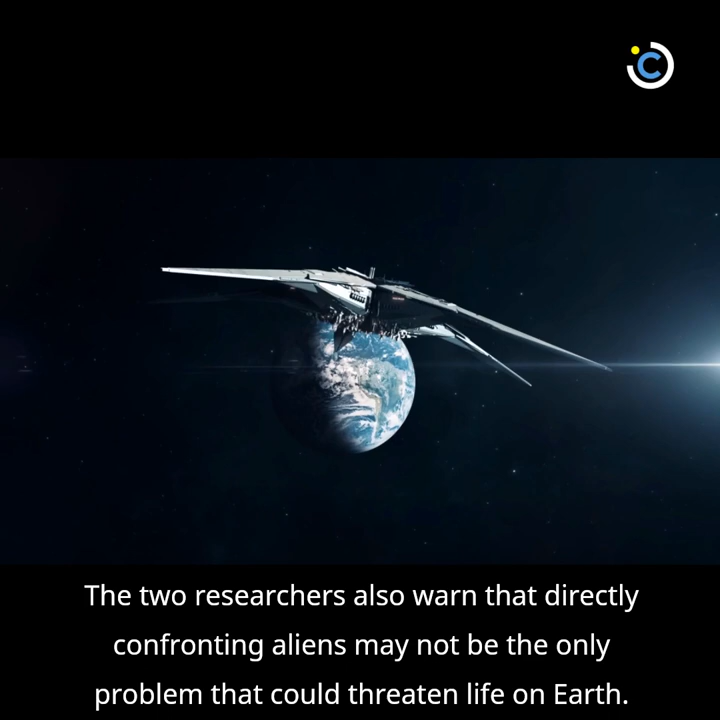 C
The two researchers also warn that directly
confronting aliens may not be the only
problem that could threaten life on Earth.